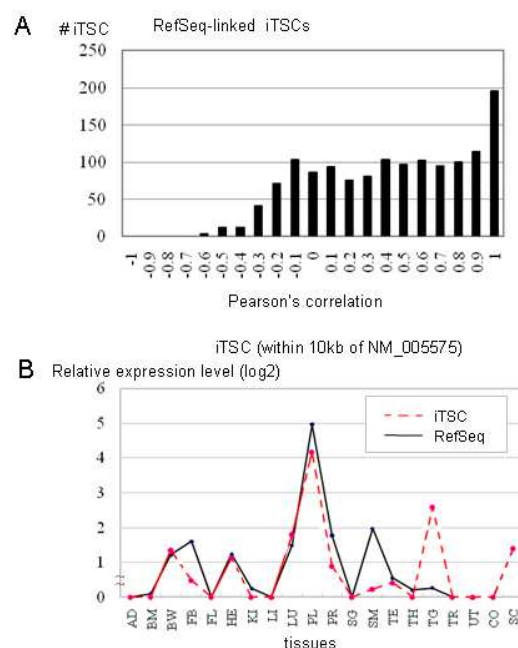 A
# iTSC
RefSeq-linked iTSCs
250
200
150
100
50
0
-1
-0.9
-0.8
-0.7
-0.6
-0.5
-0.4
-0.3
-0.2
-0.1
0
0.1
0.2
0.3
0.4
0.5
0.6
0.7
0.8
0.9
1
Pearson's correlation
iTSC (within 10kb of NM_005575)
B
Relative expression level (log2)
6
5
4
3
2
1
0
iTSC
RefSeq
AD
BM
BW
FB
FL
HE
KI
LI
LU
PL
PR
SG
SM
TE
TH
TG
TR
UT
CO
SC
tissues